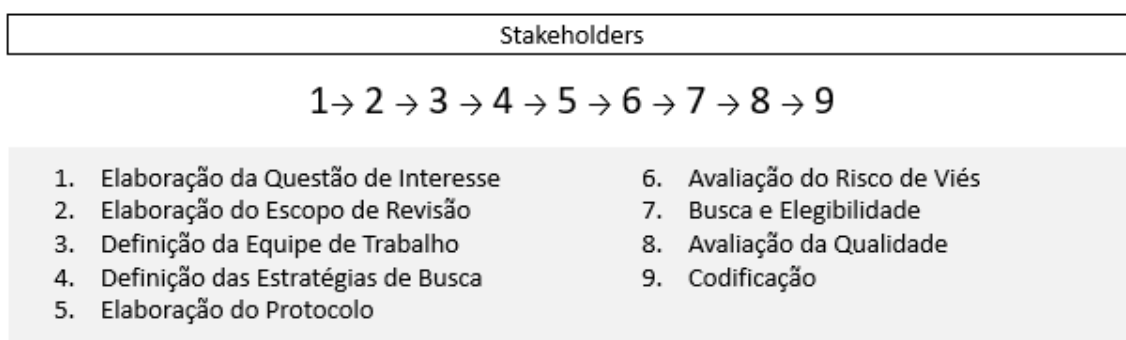 Stakeholders
1→ 2 → 3 → 4 → 5 → 6 → 7 → 8 → 9
1. Elaboração da Questão de Interesse
2. Elaboração do Escopo de Revisão
3. Definição da Equipe de Trabalho
4. Definição das Estratégias de Busca
5. Elaboração do Protocolo
6. Avaliação do Risco de Viés
7. Busca e Elegibilidade
8. Avaliação da Qualidade
9. Codificação